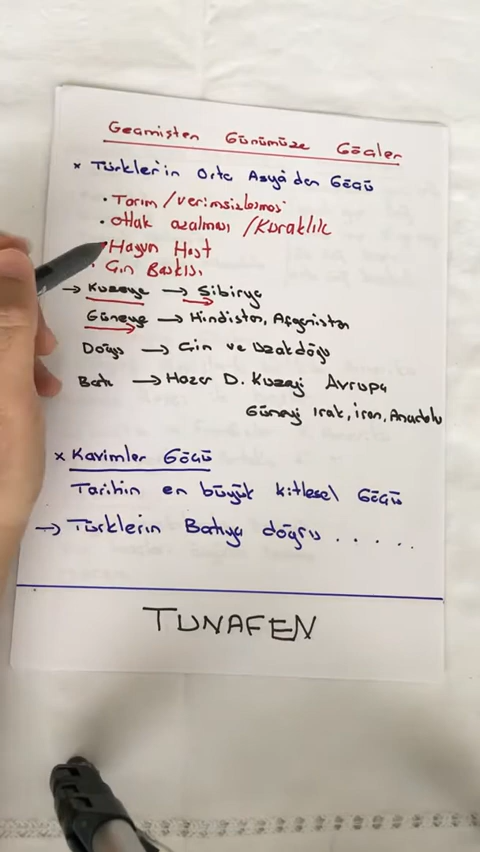 Geçmişten Günümüze Göçler
× Türkler'in Orta Asya'dan Göçü
• Tarım / verimsizleşmesi
• Otlak azalması / Kuraklık
• Hayvan Hast
• Çin Baskısı
→ Kuzeye → Sibirya
Güneye → Hindistan, Afganistan
Doğu → Çin ve Uzakdoğu
Batı → Hazar D. Kuzeyi Avrupa
Güneyi Irak, İran, Anadolu
× Kavimler Göçü
Tarihin en büyük kitlesel Göçü
→ Türklerin Batıya doğru . . . . .
TUNAFEN